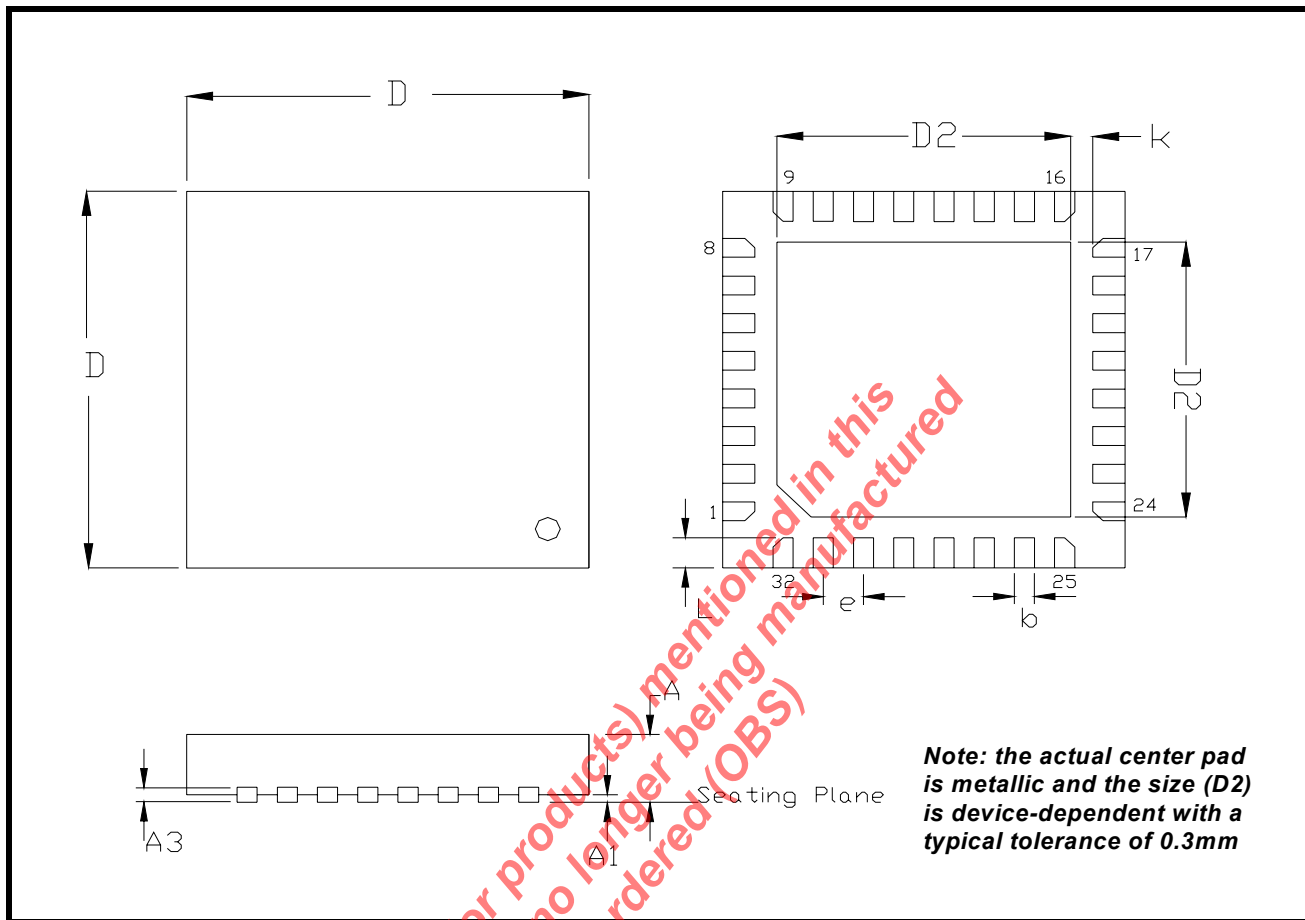 D
D2
k
9
16
8
17
D
D2
1
24
L
32
25
e
b
A
Seating Plane
A3
A1
Note: the actual center pad
is metallic and the size (D2)
is device-dependent with a
typical tolerance of 0.3mm
or products) mentioned in this
no longer being manufactured
rdered (OBS)